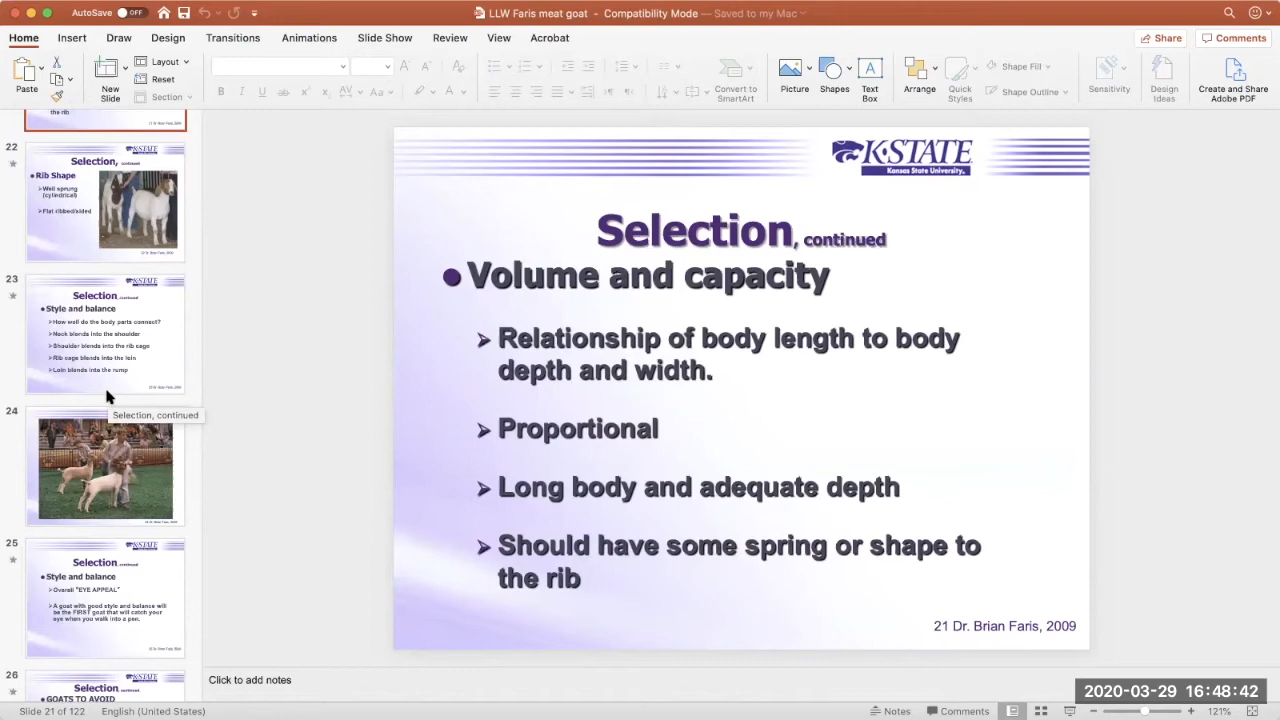 AutoSave OFF
LLW Faris meat goat - Compatibility Mode — Saved to my Mac
Home Insert Draw Design Transitions Animations Slide Show Review View Acrobat
Share Comments
Paste
New Slide
Layout
Reset
Section
Convert to SmartArt
Picture
Shapes
Text Box
Arrange
Quick Styles
Shape Fill
Shape Outline
Sensitivity
Design Ideas
Create and Share Adobe PDF
the rib
22
Selection, continued
Rib Shape
Well sprung
(cylindrical)
Flat ribbed/sided
23
Selection, continued
Style and balance
How well do the body parts connect?
Neck blends into the shoulder
Shoulder blends into the rib cage
Rib cage blends into the loin
Loin blends into the rump
Selection, continued
24
25
Selection, continued
Style and balance
Overall "EYE APPEAL"
A goat with good style and balance will
be the FIRST goat that will catch your
eye when you walk into a pen.
26
Selection, continued
GOATS TO AVOID
K-STATE
Kansas State University
Selection, continued
Volume and capacity
Relationship of body length to body
depth and width.
Proportional
Long body and adequate depth
Should have some spring or shape to
the rib
21 Dr. Brian Faris, 2009
Click to add notes
2020-03-29 16:48:42
Slide 21 of 122 English (United States)
Notes Comments 121%